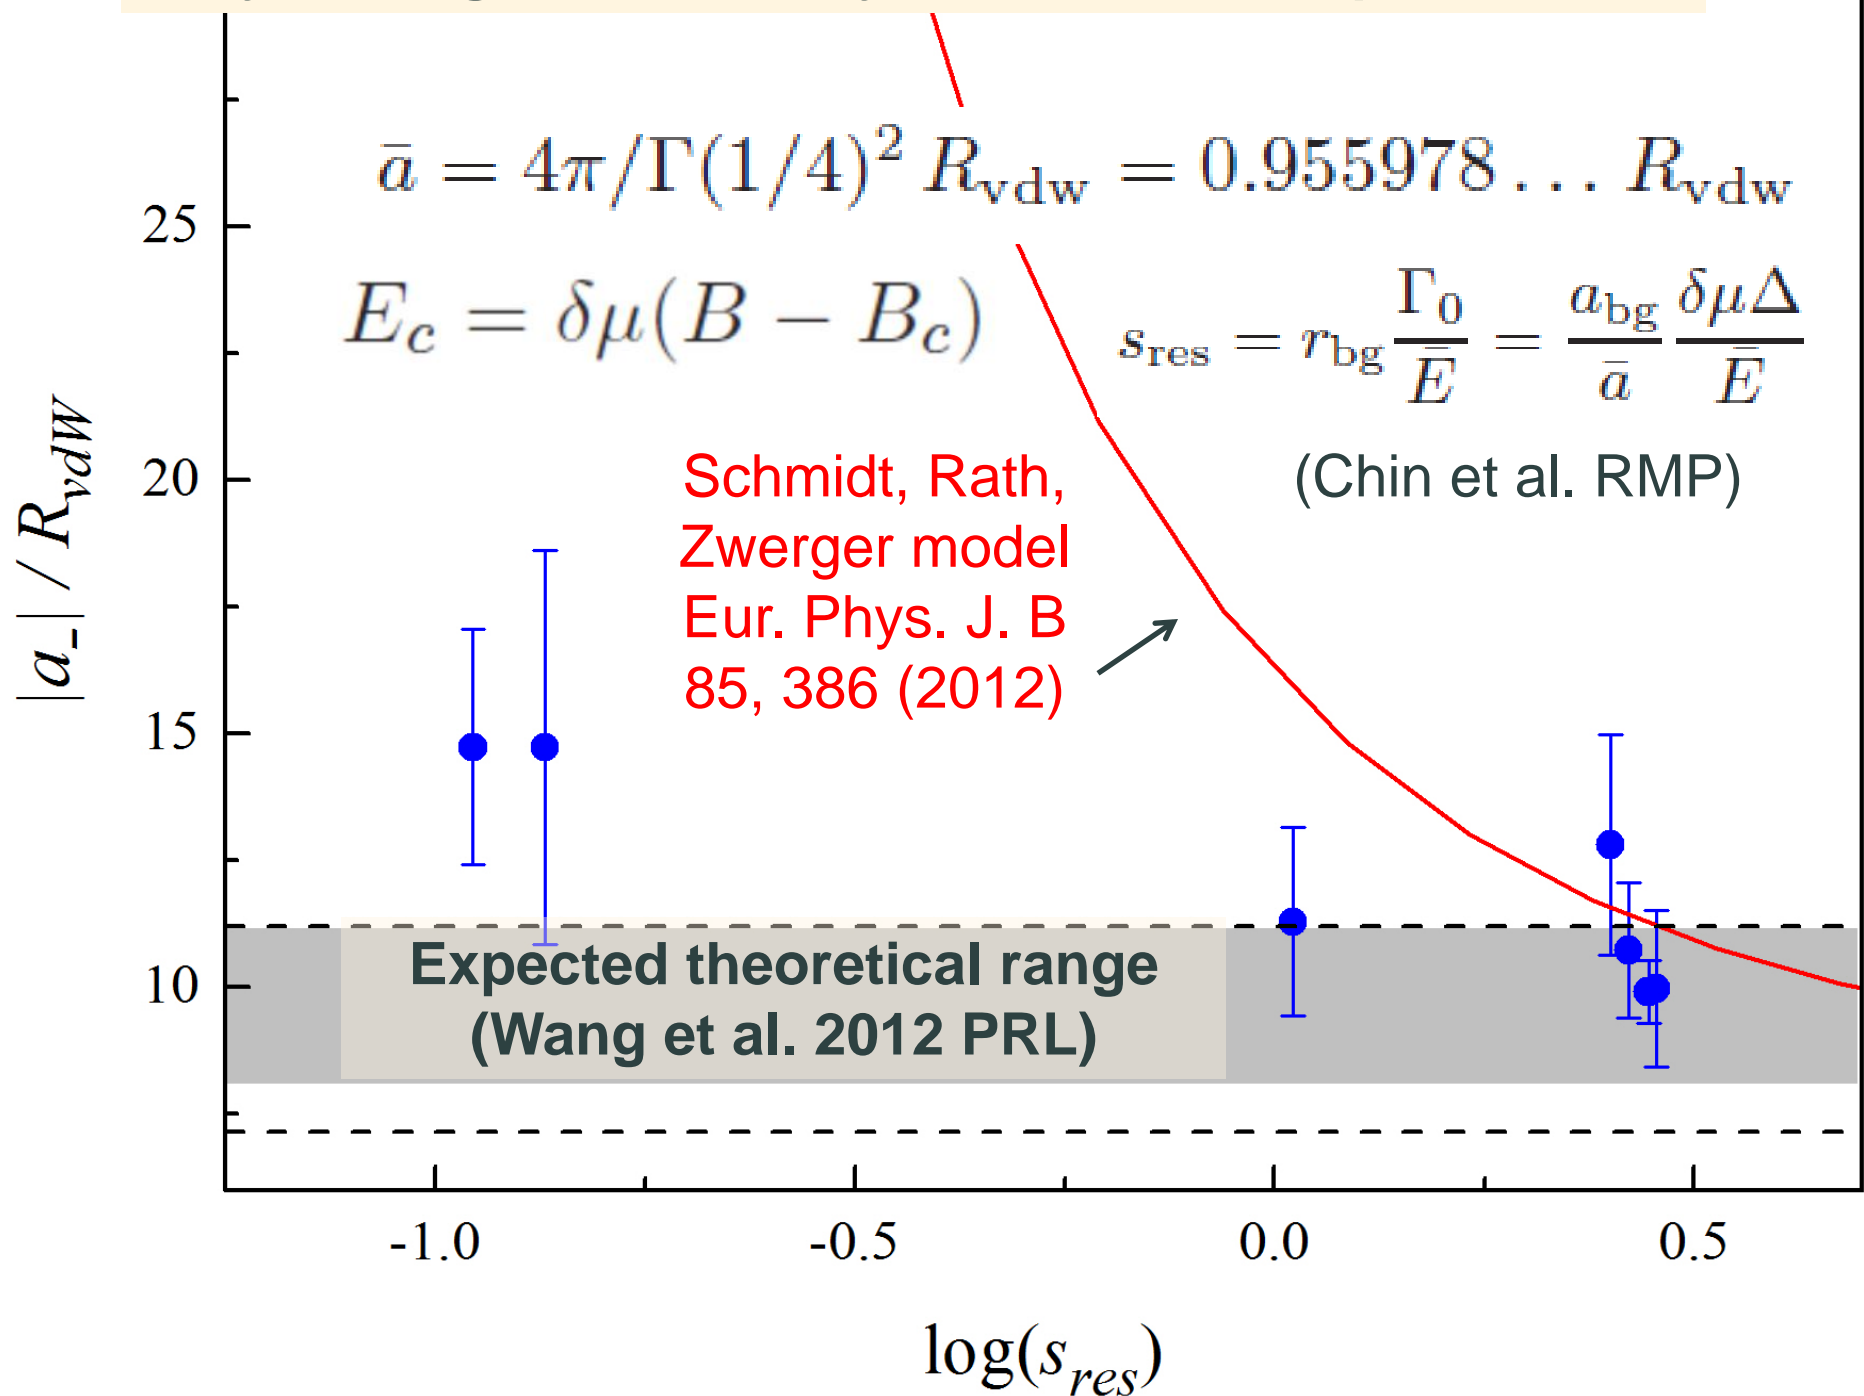 ā = 4π/Γ(1/4)² R_vdw = 0.955978... R_vdw
E_c = δμ(B − B_c)
s_res = r_bg Γ₀/Ē = a_bg/ā δμΔ/Ē
(Chin et al. RMP)
Schmidt, Rath,
Zwerger model
Eur. Phys. J. B
85, 386 (2012)
Expected theoretical range
(Wang et al. 2012 PRL)
|a_-| / R_vdW
25
20
15
10
-1.0
-0.5
0.0
0.5
log(s_res)